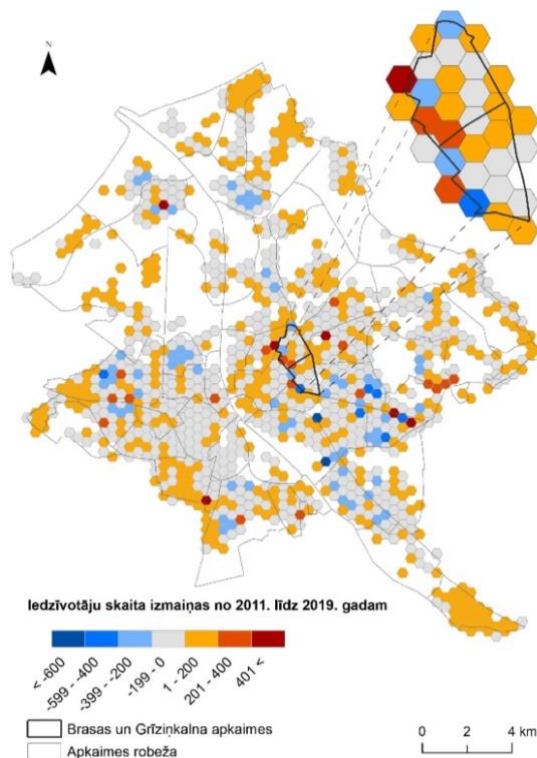 N
Iedzīvotāju skaita izmaiņas no 2011. līdz 2019. gadam
< -600
-599 - -400
-399 - -200
-199 - 0
1 - 200
201 - 400
401 <
Brasas un Grīziņkalna apkaimes
Apkaimes robeža
0 2 4 km